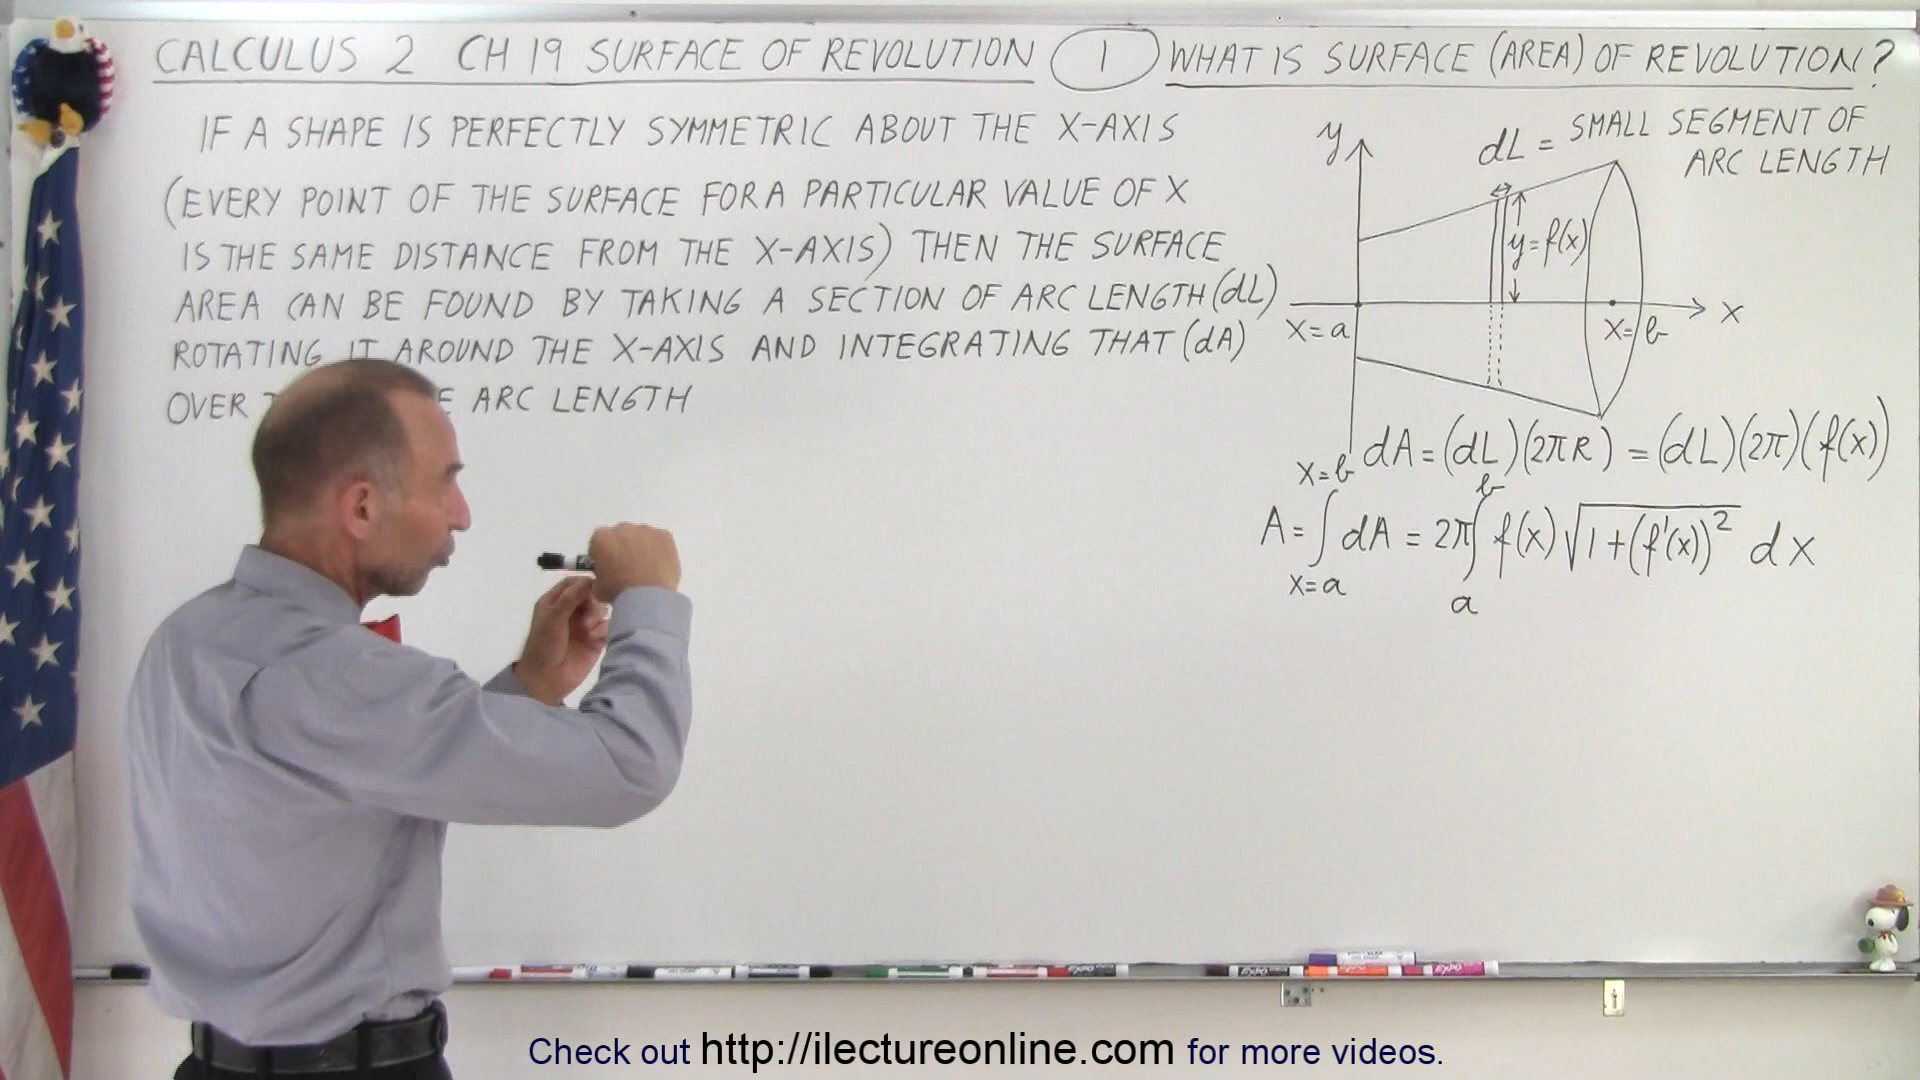 CALCULUS 2 CH 19 SURFACE OF REVOLUTION 1 WHAT IS SURFACE (AREA) OF REVOLUTION?
IF A SHAPE IS PERFECTLY SYMMETRIC ABOUT THE X-AXIS
(EVERY POINT OF THE SURFACE FOR A PARTICULAR VALUE OF X
IS THE SAME DISTANCE FROM THE X-AXIS) THEN THE SURFACE
AREA CAN BE FOUND BY TAKING A SECTION OF ARC LENGTH (dL)
ROTATING IT AROUND THE X-AXIS AND INTEGRATING THAT (dA)
OVER ARC LENGTH
y
dL = SMALL SEGMENT OF
ARC LENGTH
y = f(x)
x
x = a
x = b
dA = (dL)(2πR) = (dL)(2π)(f(x))
A = ∫_{x=a}^{x=b} dA = 2π ∫_a^b f(x) √(1+(f'(x))²) dx
Check out http://ilectureonline.com for more videos.